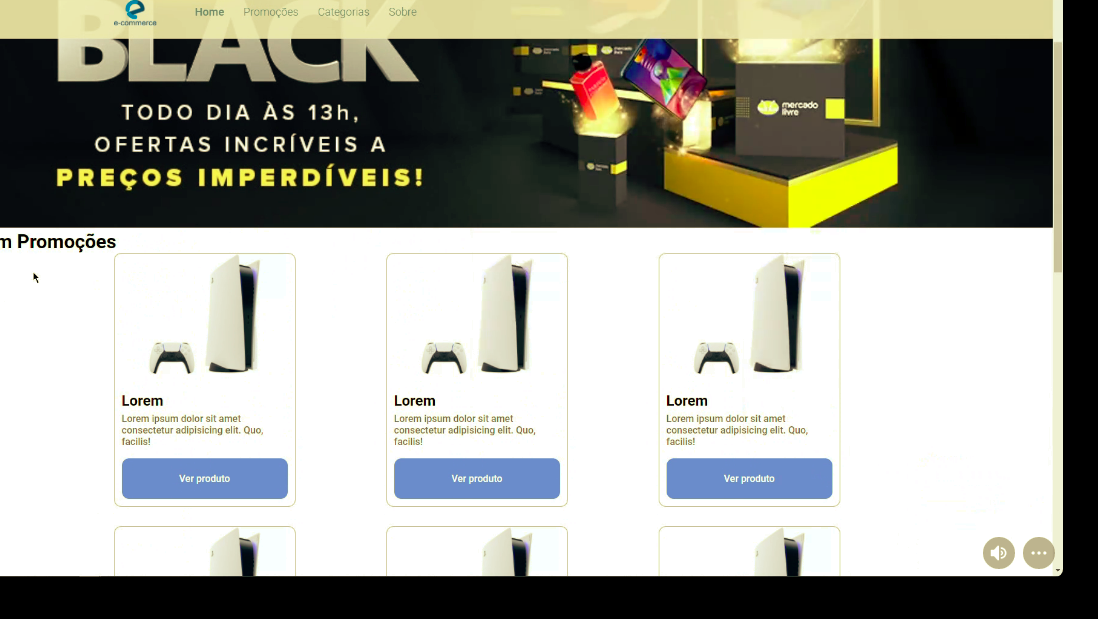 e-commerce
Home Promoções Categorias Sobre
BLACK
TODO DIA ÀS 13h,
OFERTAS INCRÍVEIS A
PREÇOS IMPERDÍVEIS!
mercado
livre
m Promoções
Lorem
Lorem ipsum dolor sit amet
consectetur adipisicing elit. Quo,
facilis!
Ver produto
Lorem
Lorem ipsum dolor sit amet
consectetur adipisicing elit. Quo,
facilis!
Ver produto
Lorem
Lorem ipsum dolor sit amet
consectetur adipisicing elit. Quo,
facilis!
Ver produto